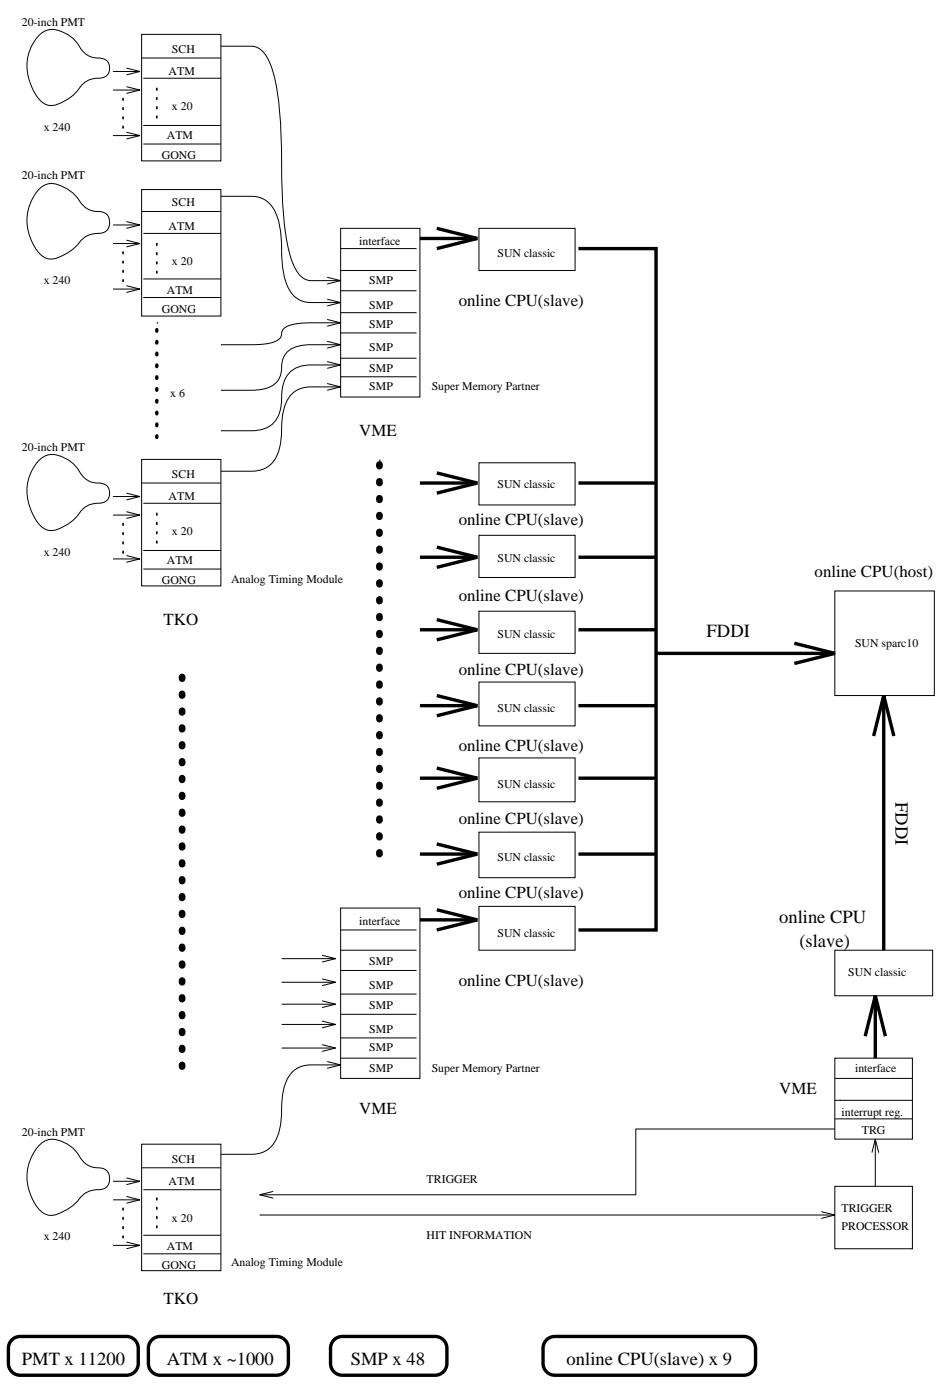 20-inch PMT
SCH
ATM
x 20
x 240
ATM
GONG
20-inch PMT
SCH
ATM
x 20
x 240
ATM
GONG
x 6
interface
SMP
SMP
SMP
SMP
SMP
SMP
Super Memory Partner
VME
SUN classic
online CPU(slave)
20-inch PMT
SCH
ATM
x 20
x 240
ATM
GONG
Analog Timing Module
TKO
SUN classic
online CPU(slave)
SUN classic
online CPU(slave)
SUN classic
online CPU(slave)
SUN classic
online CPU(slave)
SUN classic
online CPU(slave)
SUN classic
online CPU(slave)
SUN classic
online CPU(slave)
FDDI
online CPU(host)
SUN sparc10
FDDI
online CPU
(slave)
SUN classic
interface
SMP
SMP
SMP
SMP
SMP
SMP
Super Memory Partner
VME
VME
interface
interrupt reg.
TRG
TRIGGER
PROCESSOR
TRIGGER
HIT INFORMATION
20-inch PMT
SCH
ATM
x 20
x 240
ATM
GONG
Analog Timing Module
TKO
PMT x 11200
ATM x ~1000
SMP x 48
online CPU(slave) x 9